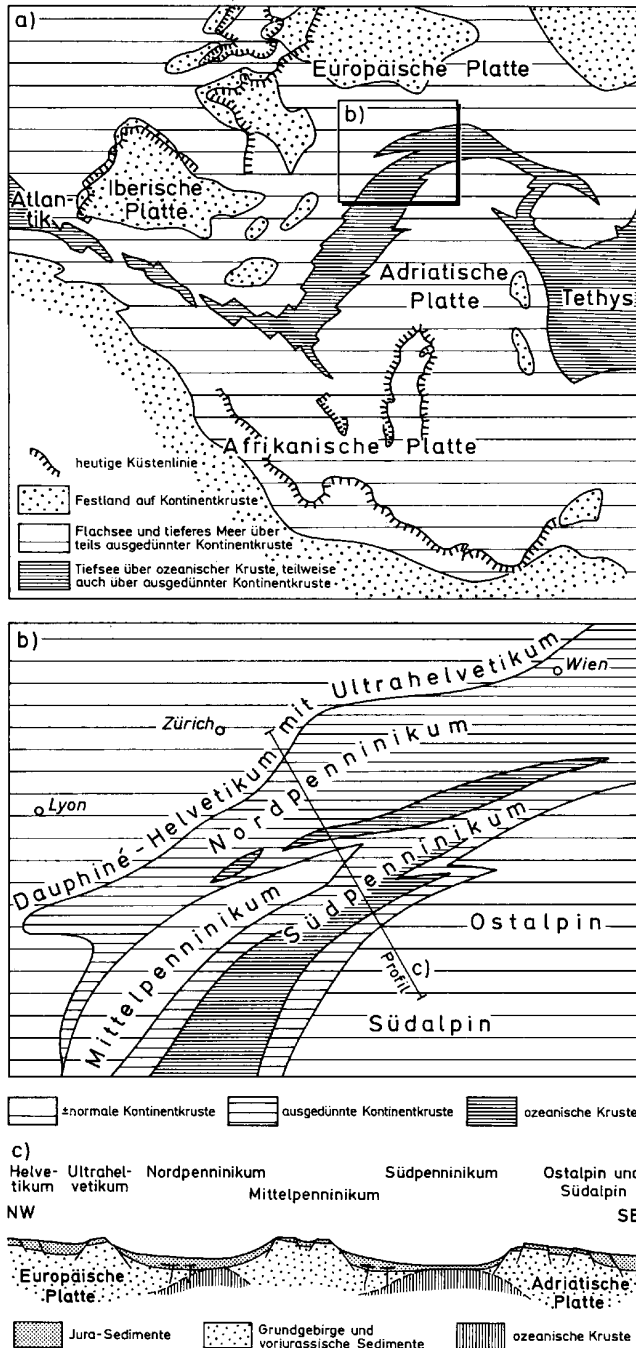 a)
Europäische Platte
b)
Atlan-
tik
Iberische
Platte
Adriatische
Platte
Tethys
Afrikanische Platte
heutige Küstenlinie
Festland auf Kontinentkruste
Flachsee und tieferes Meer über
teils ausgedünnter Kontinentkruste
Tiefsee über ozeanischer Kruste, teilweise
auch über ausgedünnter Kontinentkruste
b)
Wien
Zürich
Dauphiné-Helvetikum mit Ultrahelvetikum
Lyon
Nordpenninikum
Mittelpenninikum
Südpenninikum
Ostalpin
Profil c)
Südalpin
±normale Kontinentkruste
ausgedünnte Kontinentkruste
ozeanische Kruste
c)
Helve-
tikum
Ultrahel-
vetikum
Nordpenninikum
Mittelpenninikum
Südpenninikum
Ostalpin und
Südalpin
NW
SE
Europäische
Platte
Adriatische
Platte
Jura-Sedimente
Grundgebirge und
vorjurassische Sedimente
ozeanische Kruste